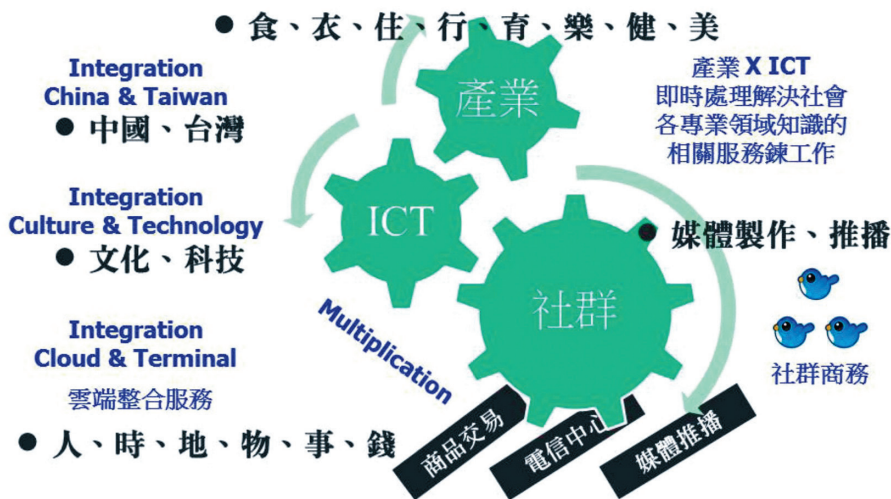 ● 食、衣、住、行、育、樂、健、美
Integration
China & Taiwan
● 中國、台灣
產業
產業 X ICT
即時處理解決社會
各專業領域知識的
相關服務鍊工作
Integration
Culture & Technology
● 文化、科技
ICT
● 媒體製作、推播
社群
社群商務
Multiplication
Integration
Cloud & Terminal
雲端整合服務
● 人、時、地、物、事、錢
商品交易
電信中心
媒體推播